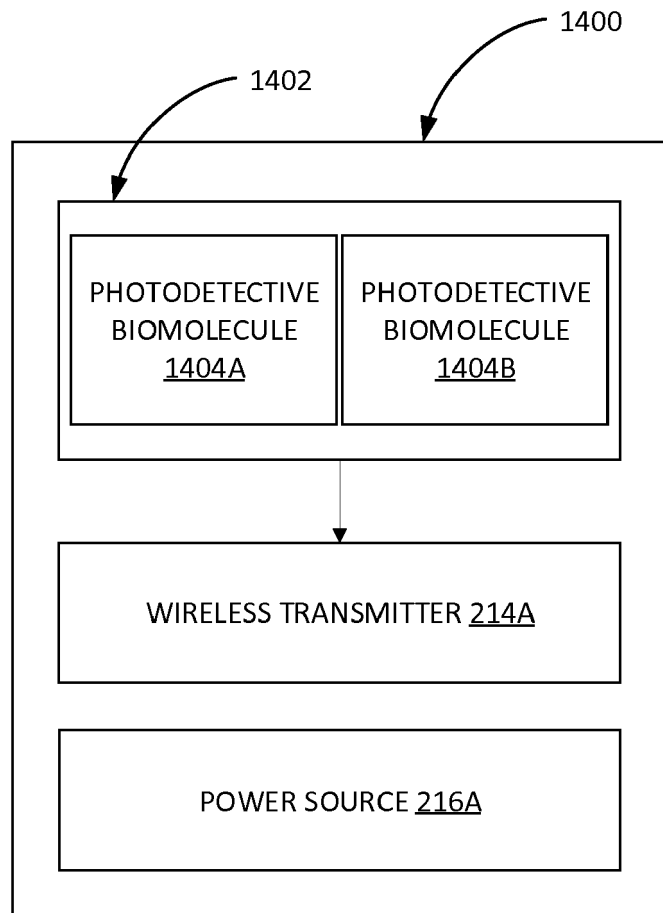 1400
1402
PHOTODETECTIVE
BIOMOLECULE
1404A
PHOTODETECTIVE
BIOMOLECULE
1404B
WIRELESS TRANSMITTER 214A
POWER SOURCE 216A